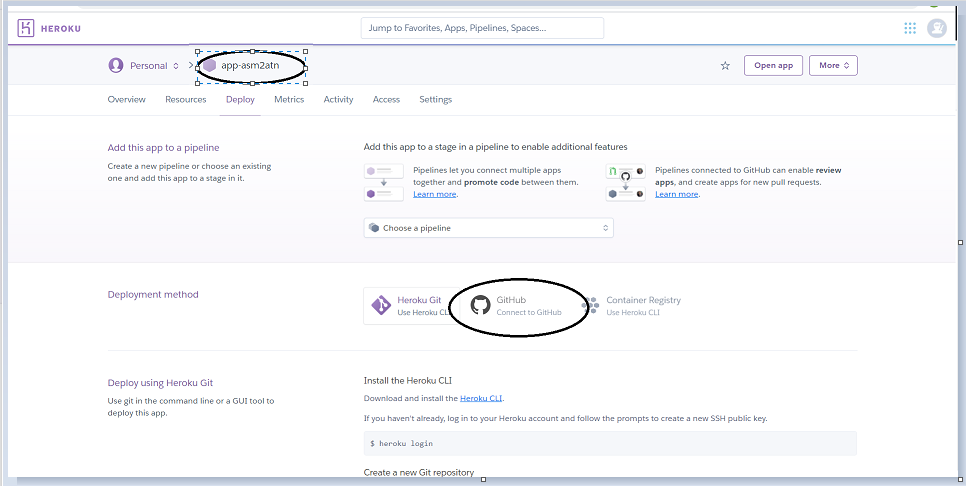 HEROKU
Jump to Favorites, Apps, Pipelines, Spaces...
Personal
app-asm2atn
Open app
More
Overview Resources Deploy Metrics Activity Access Settings
Add this app to a pipeline
Create a new pipeline or choose an existing
one and add this app to a stage in it.
Add this app to a stage in a pipeline to enable additional features
Pipelines let you connect multiple apps
together and promote code between them.
Learn more.
Pipelines connected to GitHub can enable review
apps, and create apps for new pull requests.
Learn more.
Choose a pipeline
Deployment method
Heroku Git
Use Heroku CLI
GitHub
Connect to GitHub
Container Registry
Use Heroku CLI
Deploy using Heroku Git
Use git in the command line or a GUI tool to
deploy this app.
Install the Heroku CLI
Download and install the Heroku CLI.
If you haven't already, log in to your Heroku account and follow the prompts to create a new SSH public key.
$ heroku login
Create a new Git repository